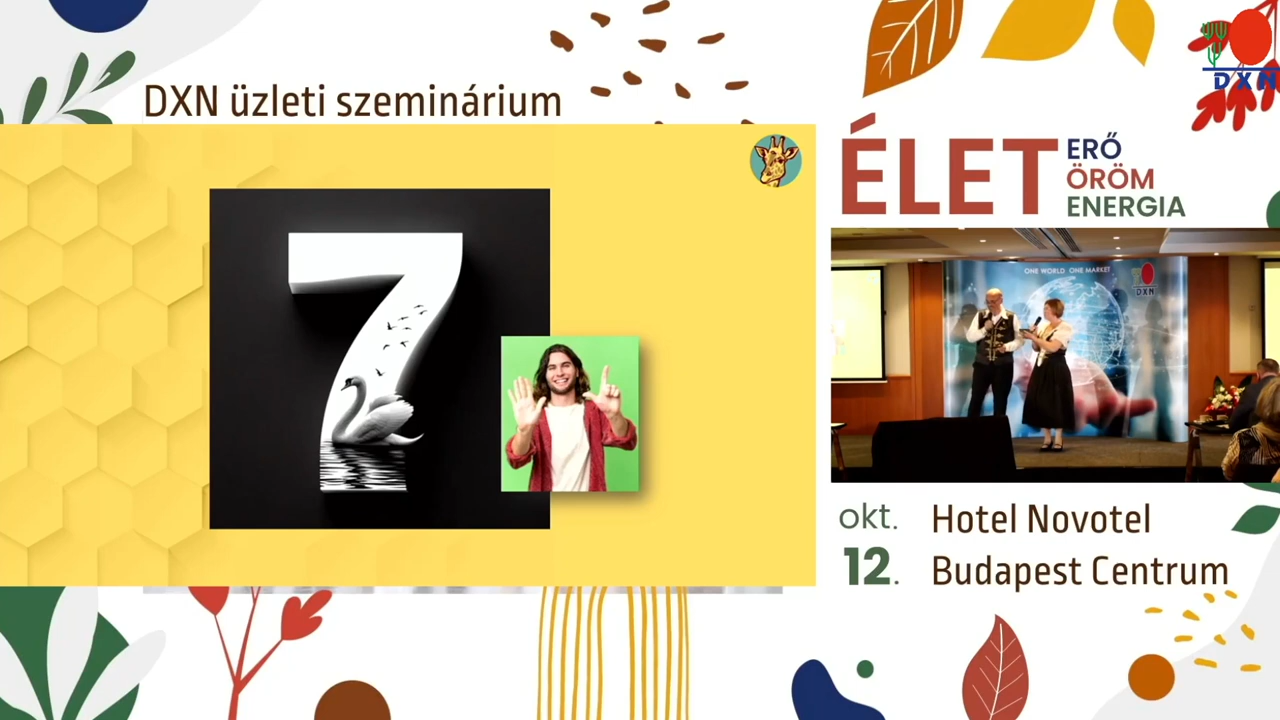 DXN üzleti szeminárium
DXN
ÉLET
ERŐ
ÖRÖM
ENERGIA
7
ONE WORLD ONE MARKET
DXN
okt.
12.
Hotel Novotel
Budapest Centrum